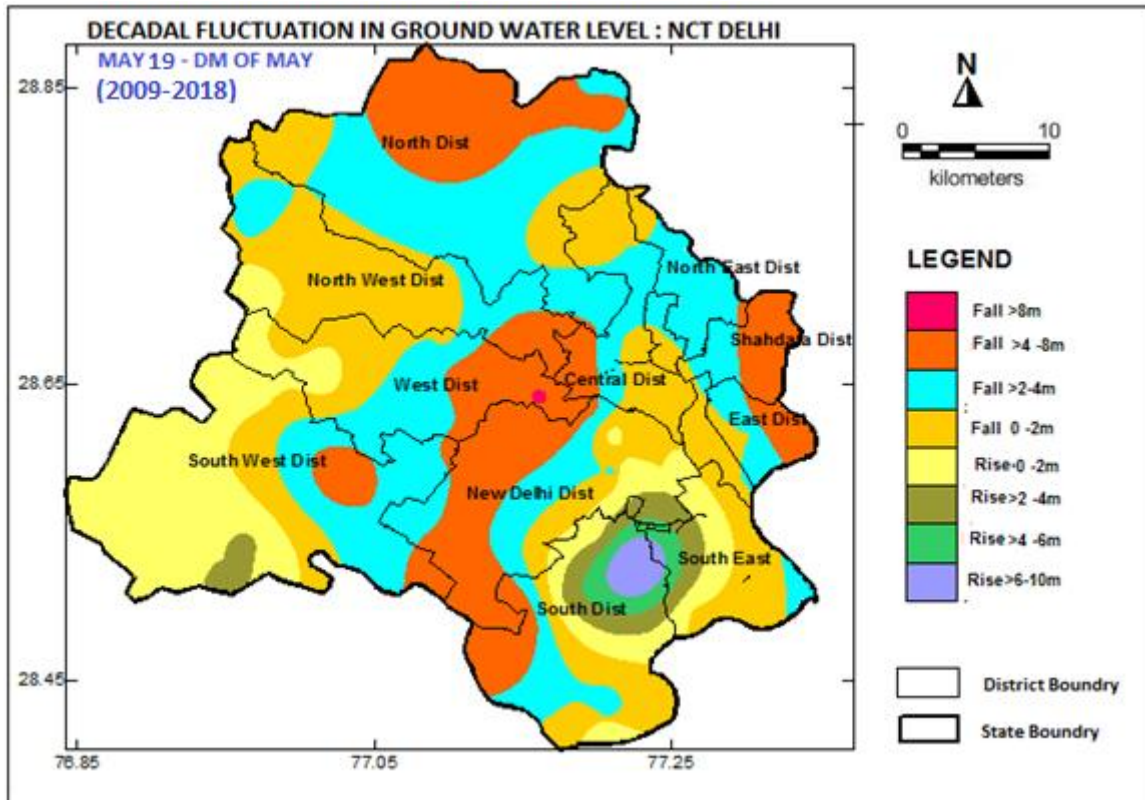 DECADAL FLUCTUATION IN GROUND WATER LEVEL : NCT DELHI
MAY 19 - DM OF MAY
(2009-2018)
28.85
28.65
28.45
76.85
77.05
77.25
North Dist
North West Dist
North East Dist
Shahdara Dist
West Dist
Central Dist
East Dist
South West Dist
New Delhi Dist
South East
South Dist
N
0 10
kilometers
LEGEND
Fall >8m
Fall >4 -8m
Fall >2-4m
Fall 0 -2m
Rise-0 -2m
Rise>2 -4m
Rise>4 -6m
Rise>6-10m
District Boundry
State Boundry